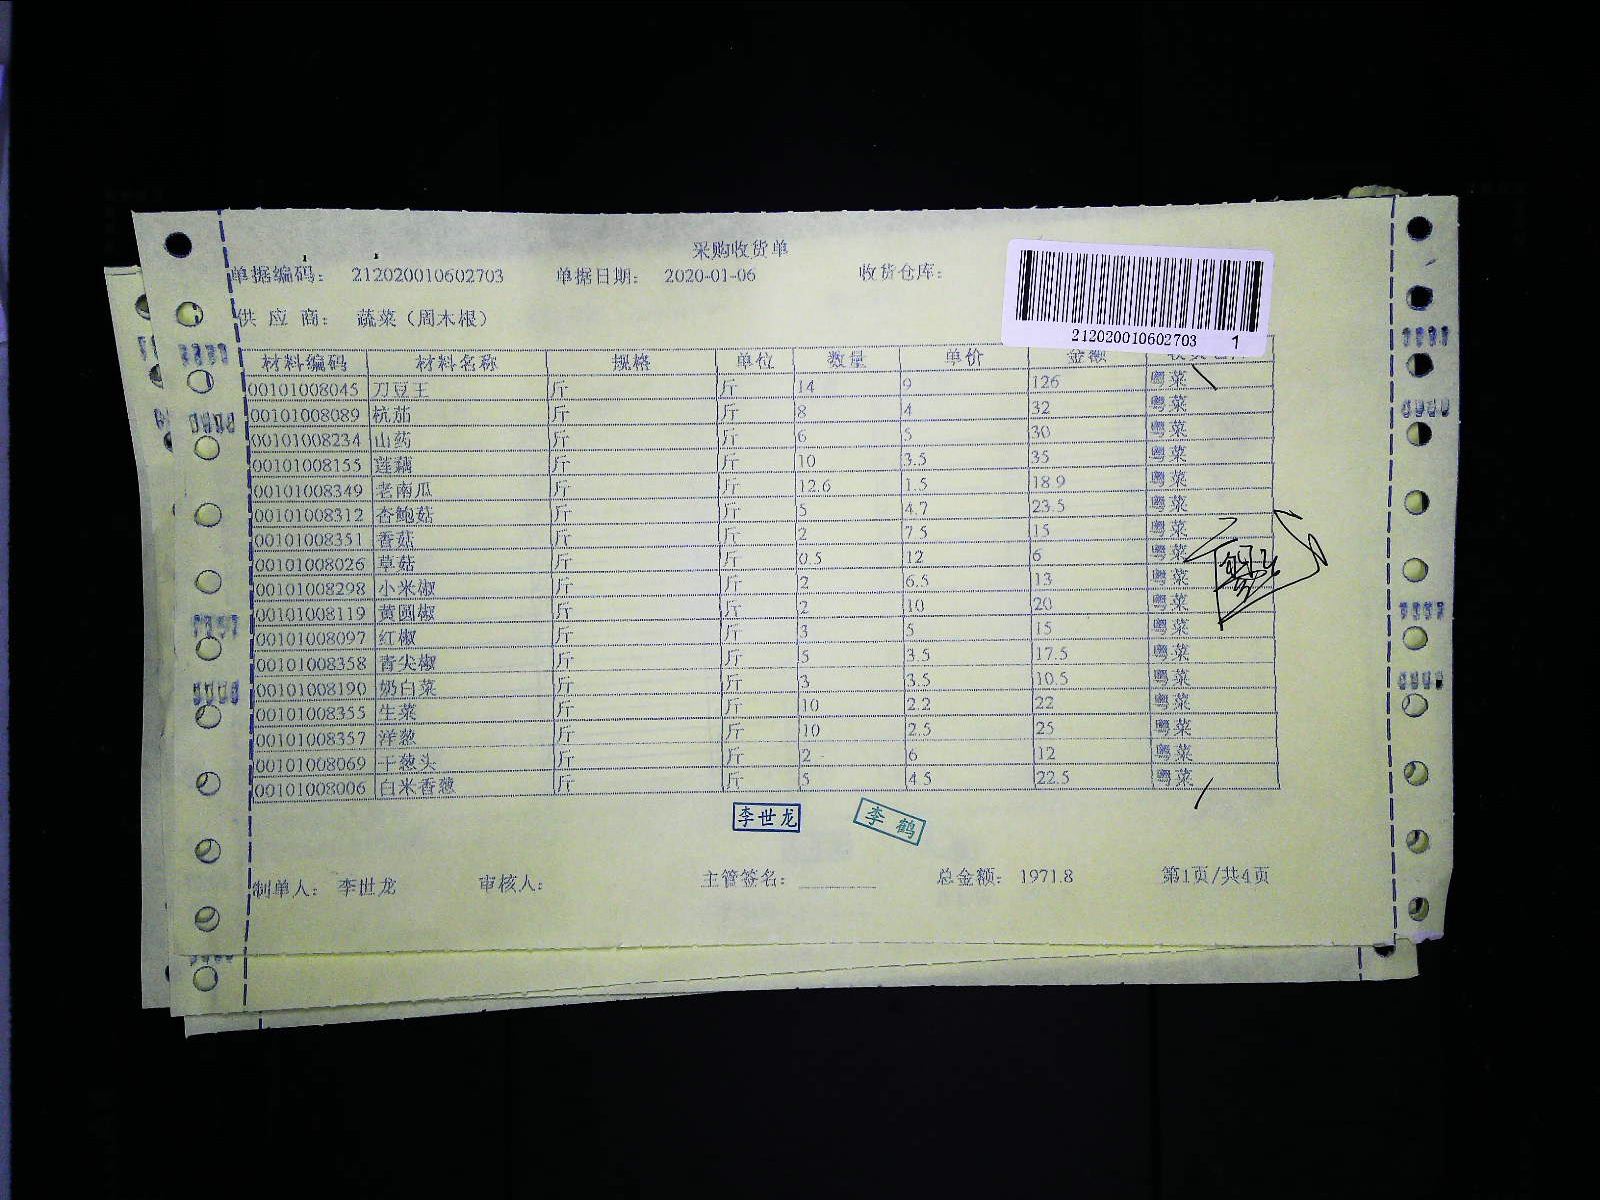 采购收货单
单据编码: 212020010602703 单据日期: 2020-01-06 收货仓库:
212020010602703 1
供 应 商: 蔬菜(周木根)
材料编码 材料名称 规格 单位 数量 单价 金额
00101008045 刀豆王 斤 斤 14 9 126 粤菜
00101008089 杭茄 斤 斤 8 4 32 粤菜
00101008234 山药 斤 斤 6 5 30 粤菜
00101008155 莲藕 斤 斤 10 3.5 35 粤菜
00101008349 老南瓜 斤 斤 12.6 1.5 18.9 粤菜
00101008312 杏鲍菇 斤 斤 5 4.7 23.5 粤菜
00101008351 香菇 斤 斤 2 7.5 15 粤菜
00101008026 草菇 斤 斤 0.5 12 6 粤菜
00101008298 小米椒 斤 斤 2 6.5 13 粤菜
00101008119 黄圆椒 斤 斤 2 10 20 粤菜
00101008097 红椒 斤 斤 3 5 15 粤菜
00101008358 青尖椒 斤 斤 5 3.5 17.5 粤菜
00101008190 奶白菜 斤 斤 3 3.5 10.5 粤菜
00101008355 生菜 斤 斤 10 2.2 22 粤菜
00101008357 洋葱 斤 斤 10 2.5 25 粤菜
00101008069 干葱头 斤 斤 2 6 12 粤菜
00101008006 白米香葱 斤 斤 5 4.5 22.5 粤菜
李世龙 李鹤
制单人: 李世龙 审核人: 主管签名: 总金额: 1971.8 第1页/共4页